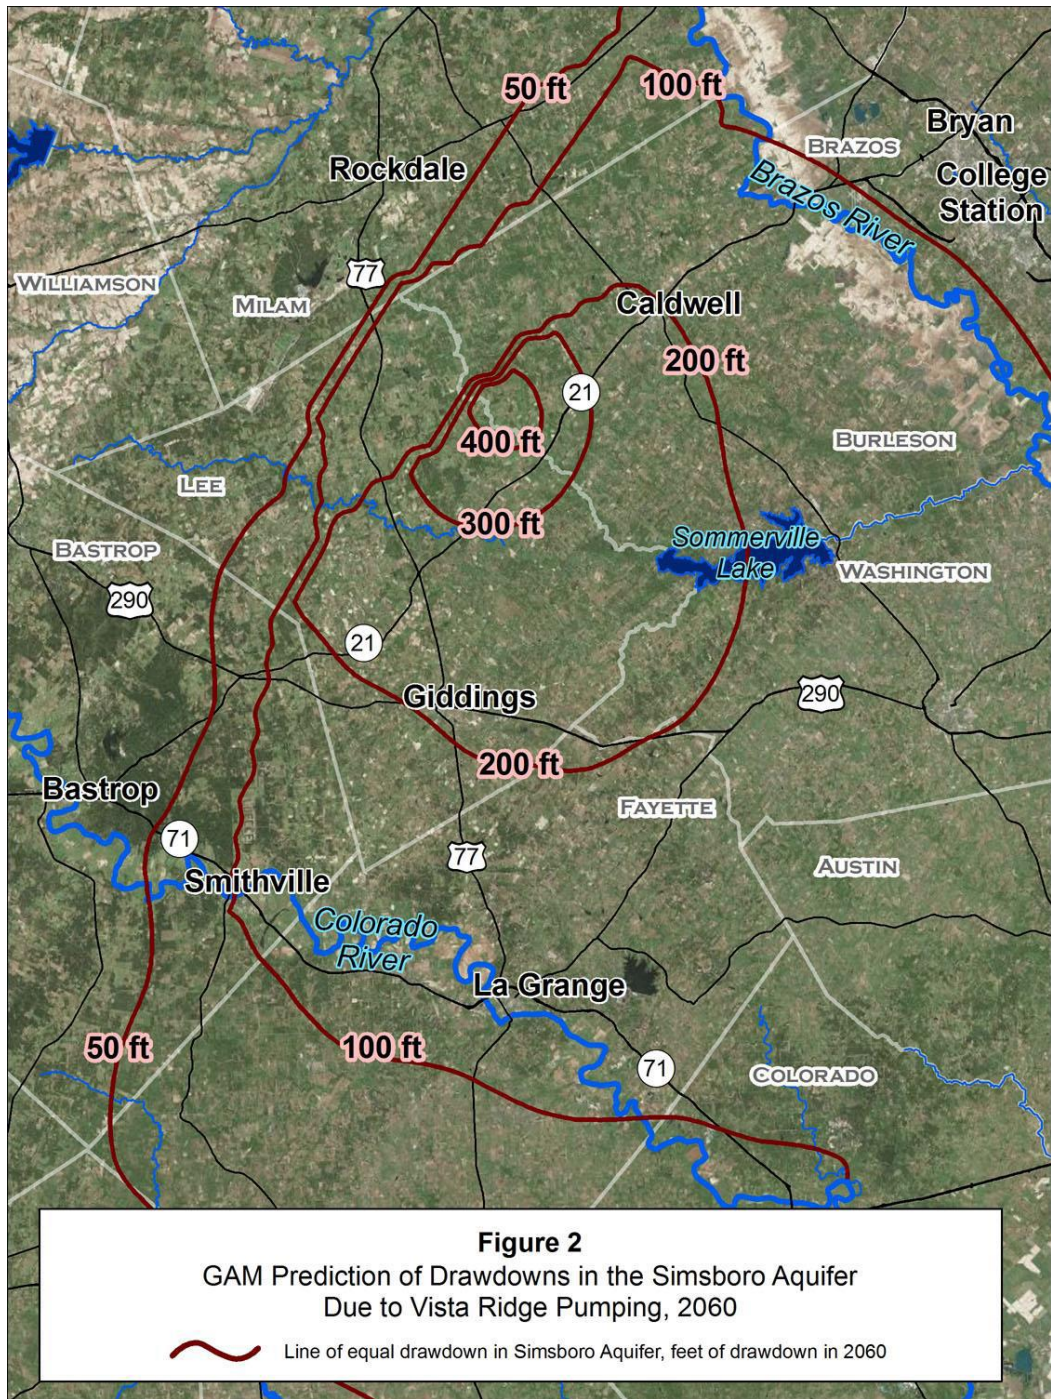 50 ft
100 ft
Bryan
BRAZOS
Rockdale
College
Station
Brazos River
77
WILLIAMSON
MILAM
Caldwell
200 ft
21
400 ft
BURLESON
LEE
300 ft
Sommerville
Lake
BASTROP
WASHINGTON
290
21
Giddings
290
200 ft
Bastrop
FAYETTE
71
77
AUSTIN
Smithville
Colorado
River
La Grange
50 ft
100 ft
71
COLORADO
Figure 2
GAM Prediction of Drawdowns in the Simsboro Aquifer
Due to Vista Ridge Pumping, 2060
Line of equal drawdown in Simsboro Aquifer, feet of drawdown in 2060